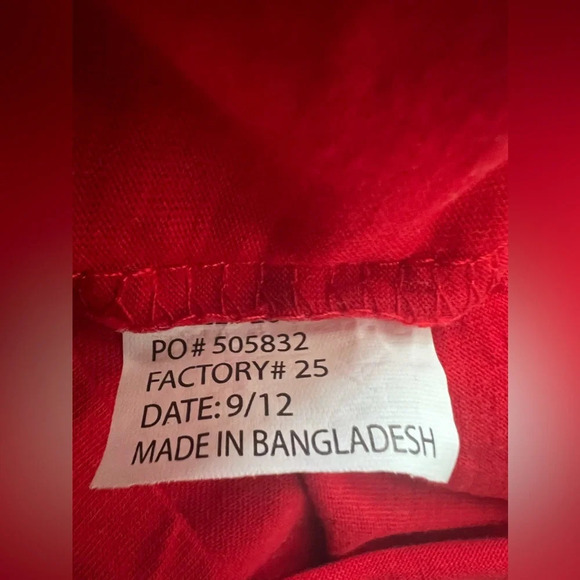 PO# 505832
FACTORY# 25
DATE: 9/12
MADE IN BANGLADESH